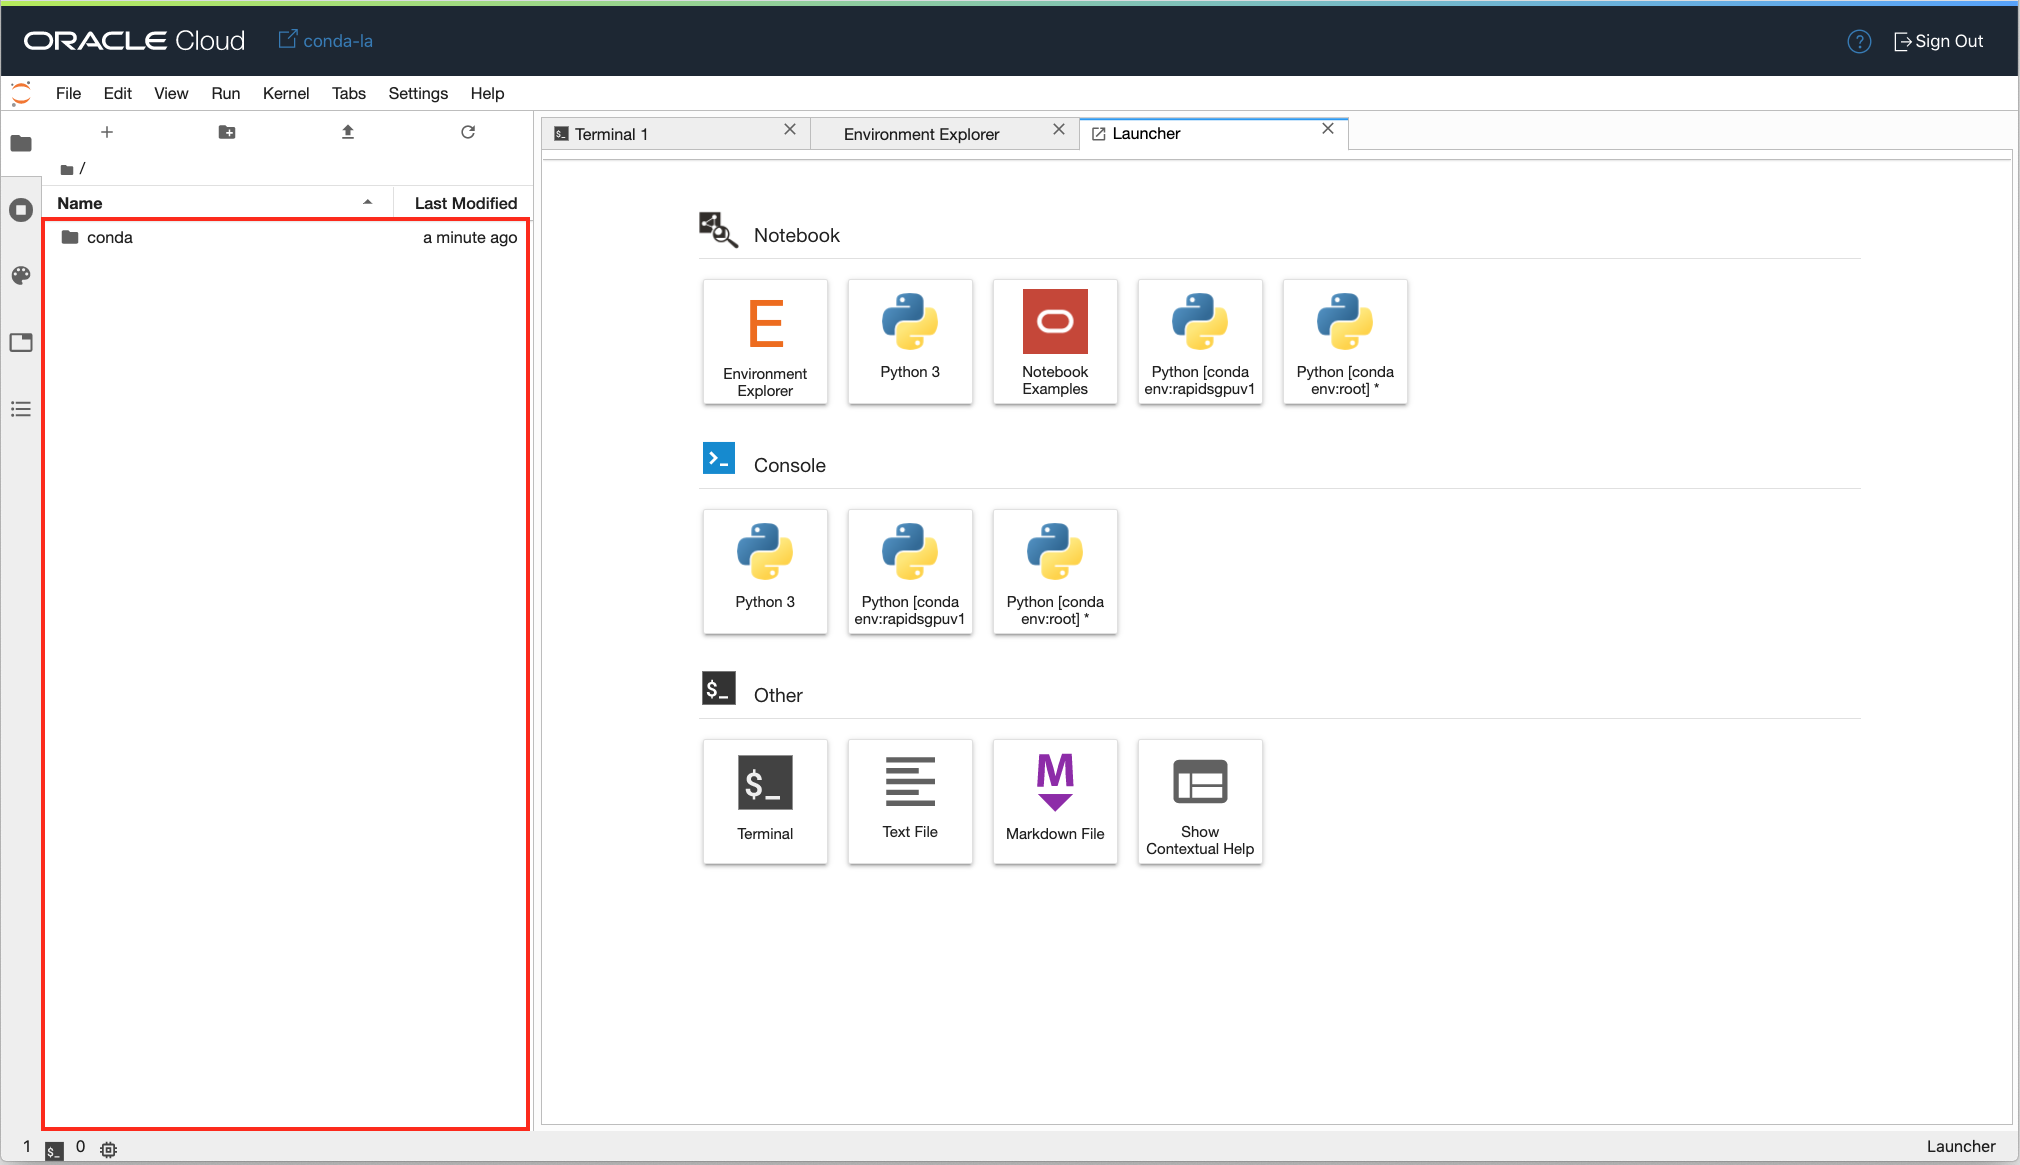 ORACLE Cloud conda-la ? Sign Out
File Edit View Run Kernel Tabs Settings Help
$_ Terminal 1 Environment Explorer Launcher
/
Name Last Modified
conda a minute ago
Notebook
E
Environment
Explorer
Python 3
Notebook
Examples
Python [conda
env:rapidsgpuv1
Python [conda
env:root] *
>_ Console
Python 3
Python [conda
env:rapidsgpuv1
Python [conda
env:root] *
$_ Other
$_
Terminal
Text File
M
Markdown File
Show
Contextual Help
1 $_ 0 Launcher